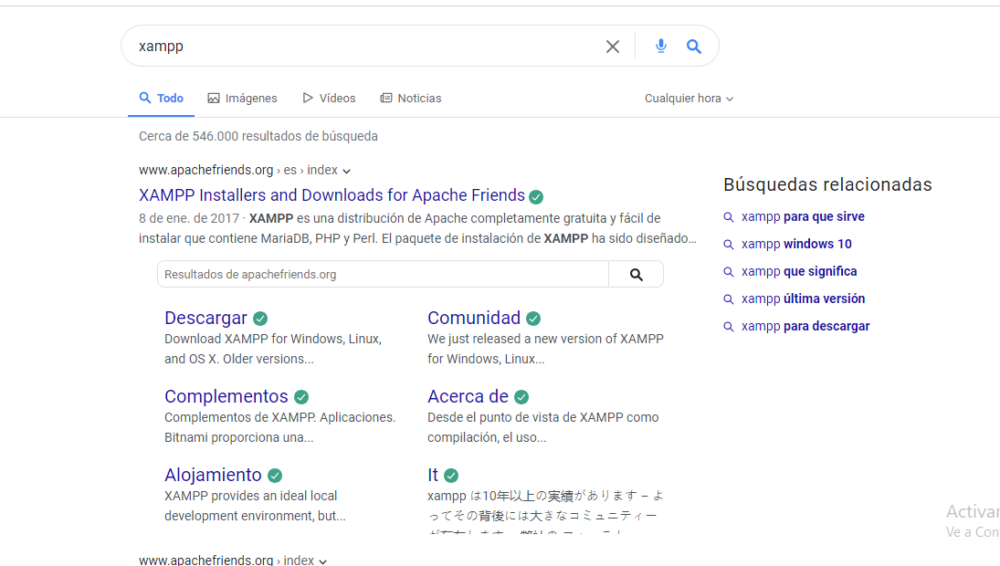 xampp
Todo
Imágenes
Vídeos
Noticias
Cualquier hora
Cerca de 546.000 resultados de búsqueda
www.apachefriends.org › es › index
XAMPP Installers and Downloads for Apache Friends
8 de ene. de 2017 · XAMPP es una distribución de Apache completamente gratuita y fácil de
instalar que contiene MariaDB, PHP y Perl. El paquete de instalación de XAMPP ha sido diseñado…
Resultados de apachefriends.org
Descargar
Download XAMPP for Windows, Linux,
and OS X. Older versions...
Comunidad
We just released a new version of XAMPP
for Windows, Linux...
Complementos
Complementos de XAMPP. Aplicaciones.
Bitnami proporciona una...
Acerca de
Desde el punto de vista de XAMPP como
compilación, el uso...
Alojamiento
XAMPP provides an ideal local
development environment, but...
It
xampp は10年以上の実績があります – よ
ってその背後には大きなコミュニティー
www.apachefriends.org › index
Búsquedas relacionadas
xampp para que sirve
xampp windows 10
xampp que significa
xampp última versión
xampp para descargar
Activar
Ve a Con